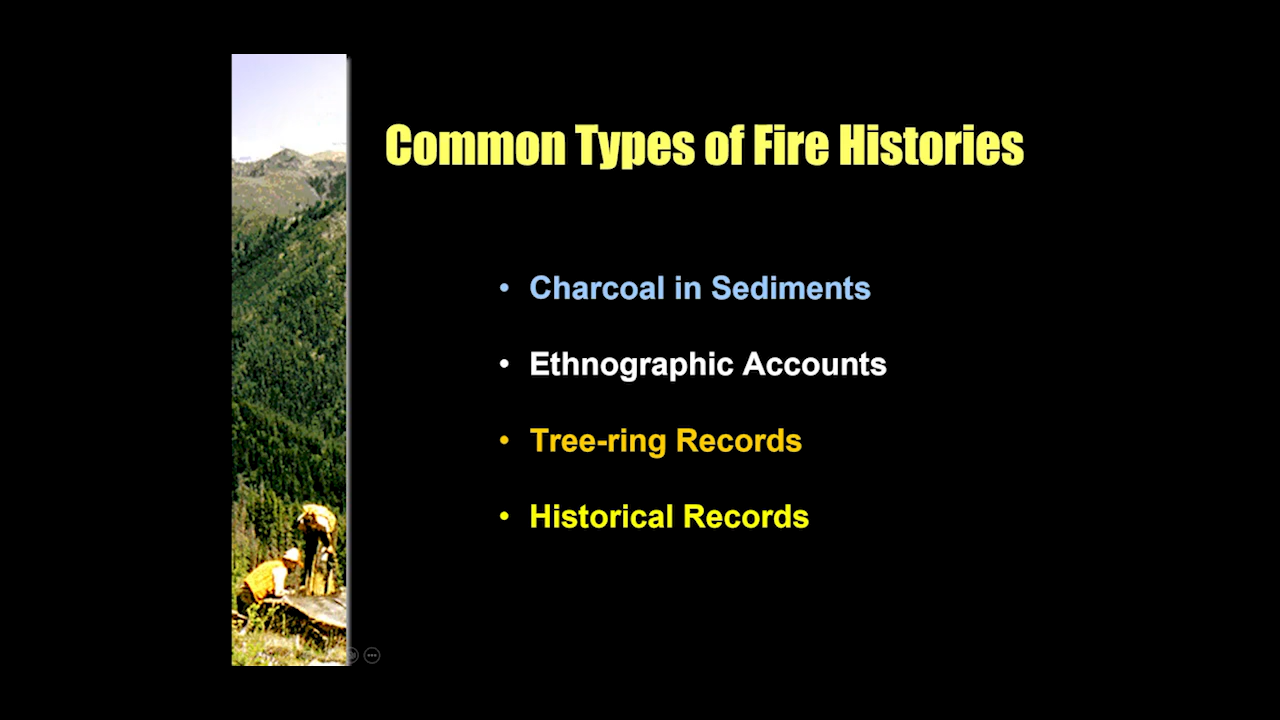 Common Types of Fire Histories
• Charcoal in Sediments
• Ethnographic Accounts
• Tree-ring Records
• Historical Records